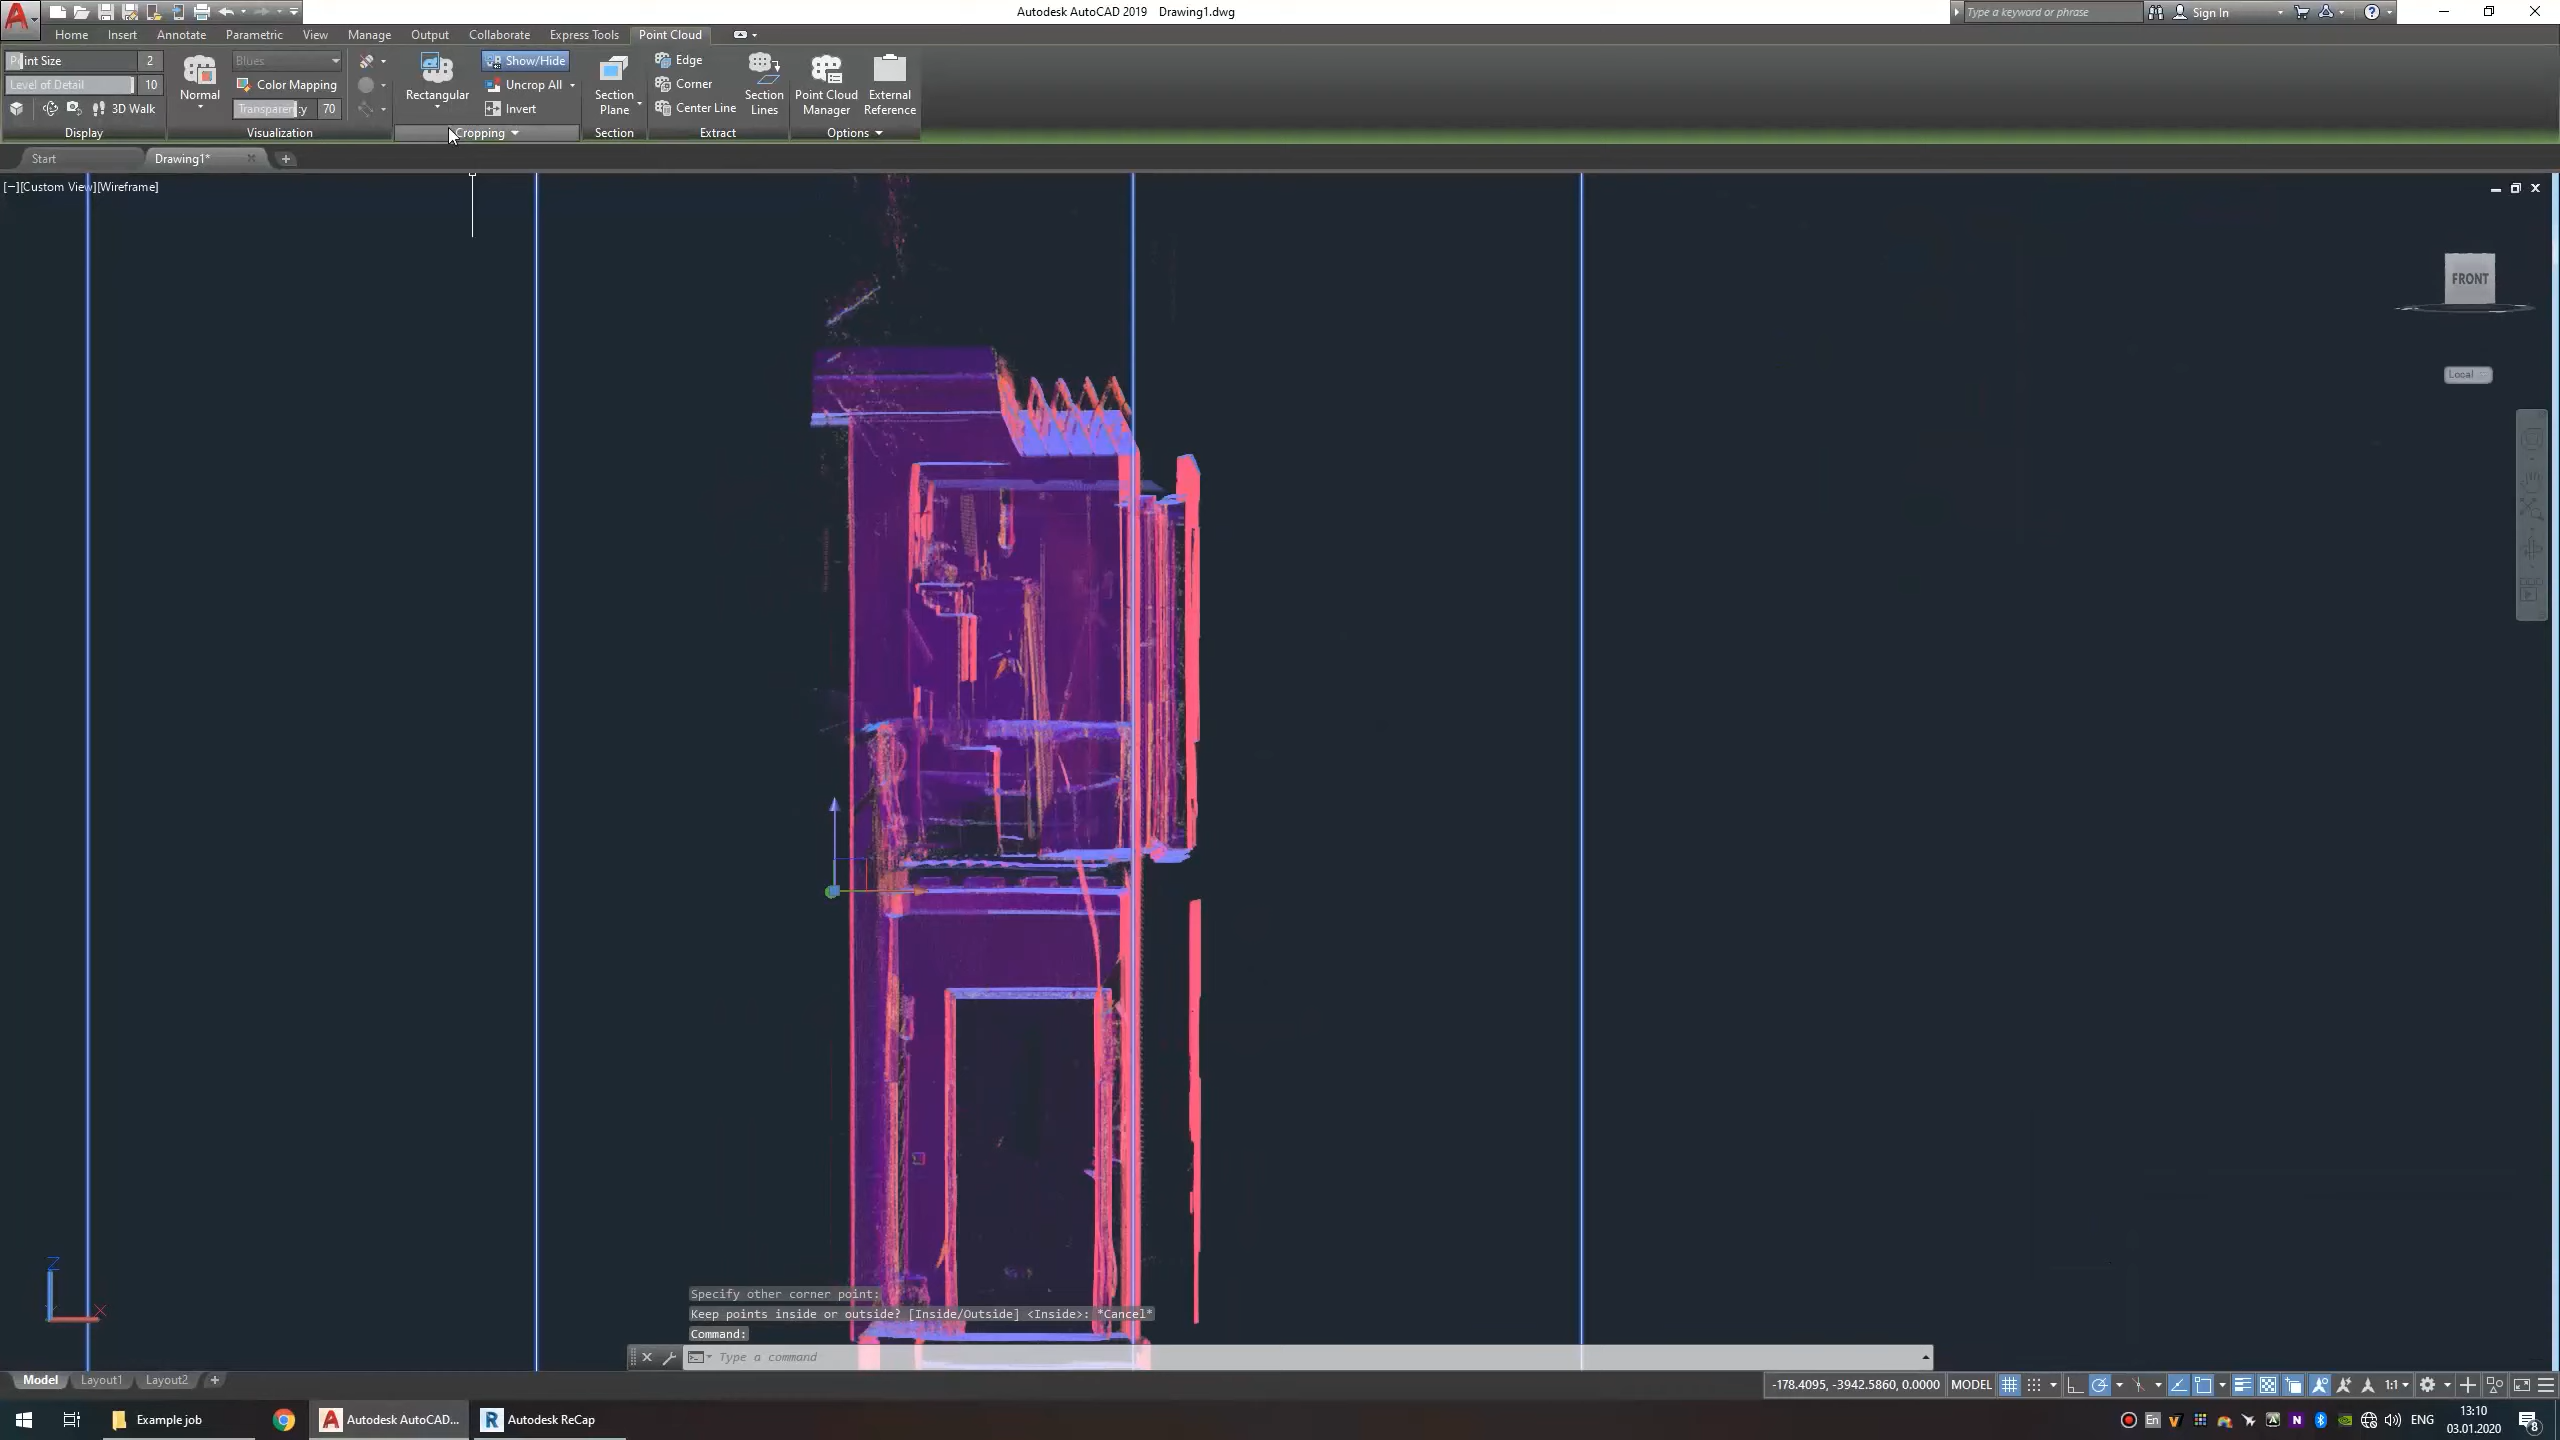 Autodesk AutoCAD 2019 Drawing1.dwg
Type a keyword or phrase
Sign In
Home Insert Annotate Parametric View Manage Output Collaborate Express Tools Point Cloud
Point Size 2
Level of Detail 10
3D Walk
Display
Normal
Blues
Color Mapping
Transparency 70
Visualization
Rectangular
Show/Hide
Uncrop All
Invert
Cropping
Section Plane
Section
Edge
Corner
Center Line
Section Lines
Extract
Point Cloud Manager
External Reference
Options
Start
Drawing1*
[−][Custom View][Wireframe]
FRONT
Local
Z
X
Specify other corner point:
Keep points inside or outside? [Inside/Outside] <Inside>: *Cancel*
Command:
Type a command
Model Layout1 Layout2
-178.4095, -3942.5860, 0.0000 MODEL
1:1
Example job
Autodesk AutoCAD...
Autodesk ReCap
En
ENG
13:10
03.01.2020
8